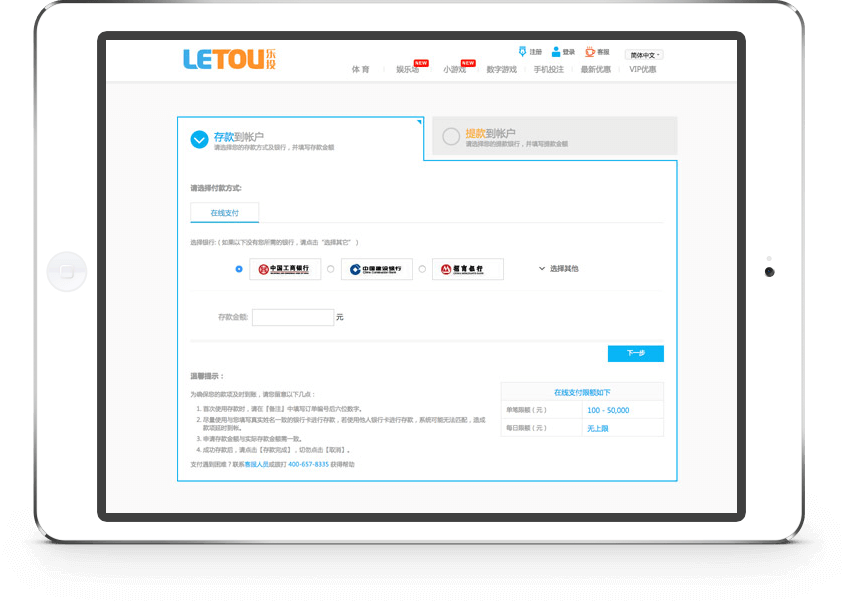 LETOU乐投
注册 登录 客服 简体中文
NEW NEW
体育 娱乐场 小游戏 数字游戏 手机投注 最新优惠 VIP优惠
存款到帐户
请选择您的存款方式及银行，并填写存款金额
提款到帐户
请选择您的提款银行，并填写提款金额
请选择付款方式:
在线支付
选择银行:（如果以下没有您所需的银行，请点击“选择其它”）
中国工商银行 中国建设银行 招商银行 选择其他
China Construction Bank
存款金额: 元
下一步
温馨提示：
为确保您的款项及时到账，请您留意以下几点：
1. 首次使用存款时，请在『备注』中填写订单编号后六位数字。
2. 尽量使用与您填写真实姓名一致的银行卡进行存款，若使用他人银行卡进行存款，系统可能无法匹配，造成
款项延时到帐。
3. 申请存款金额与实际存款金额需一致。
4. 成功存款后，请点击【存款完成】，切勿点击【取消】。
支付遇到困难？联系客服人员或拨打 400-657-8335 获得帮助
在线支付限额如下
单笔限额（元） 100 - 50,000
每日限额（元） 无上限